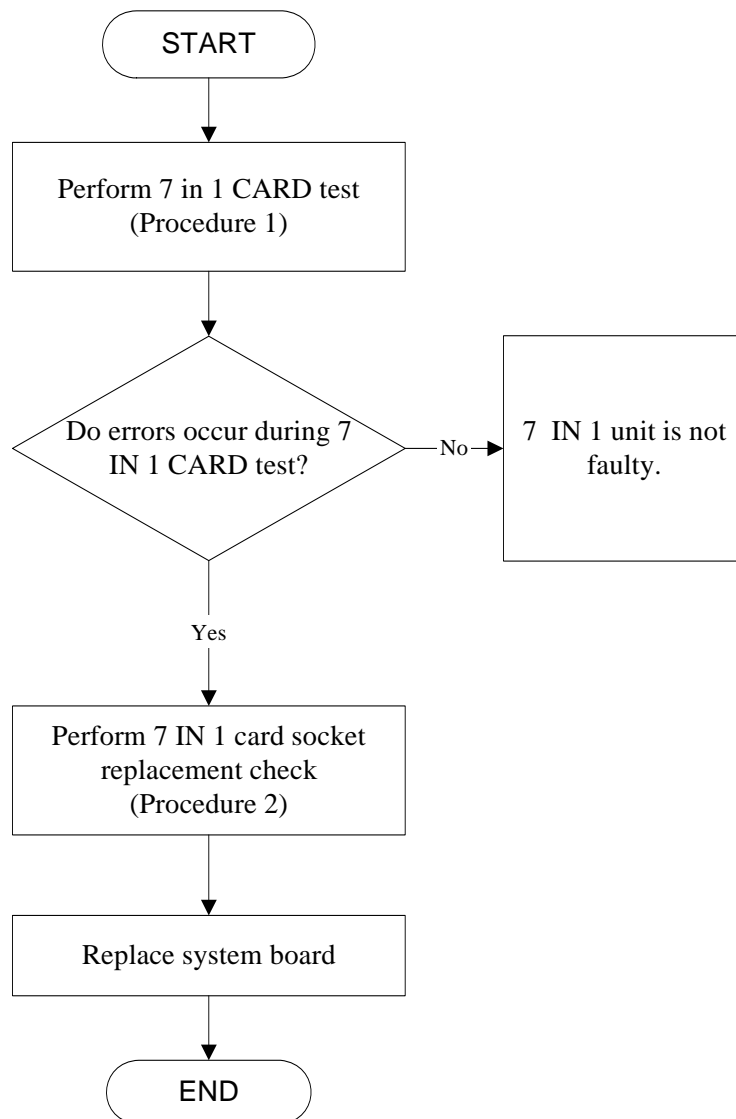 START
Perform 7 in 1 CARD test
(Procedure 1)
Do errors occur during 7
IN 1 CARD test?
No
7 IN 1 unit is not
faulty.
Yes
Perform 7 IN 1 card socket
replacement check
(Procedure 2)
Replace system board
END